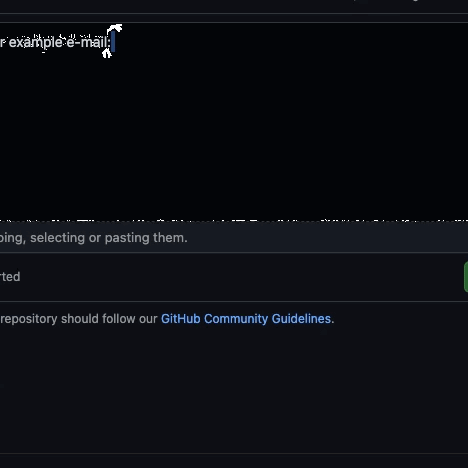 r example e-mail:
ping, selecting or pasting them.
rted
repository should follow our GitHub Community Guidelines.